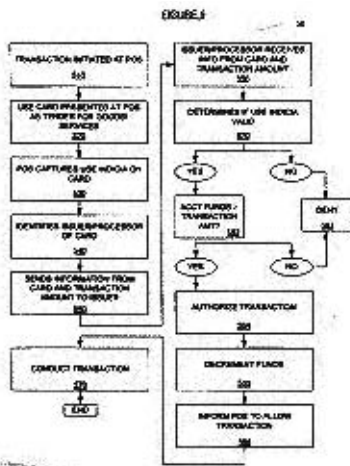 FIGURE 5
TRANSACTION INITIATED AT POS
USE CARD PRESENTED AT POS
AS TENDER FOR GOODS/
SERVICES
POS CAPTURES USE INDICIA ON
CARD
IDENTIFIES ISSUER/PROCESSOR
OF CARD
SENDS INFORMATION FROM
CARD AND TRANSACTION
AMOUNT TO ISSUER
CONDUCT TRANSACTION
END
ISSUER/PROCESSOR RECEIVES
INFO FROM CARD AND
TRANSACTION AMOUNT
DETERMINES IF USE INDICIA
VALID
YES
NO
ACCT FUNDS >
TRANSACTION
AMT?
DENY
YES
NO
AUTHORIZE TRANSACTION
DECREMENT FUNDS
INFORM POS TO ALLOW
TRANSACTION